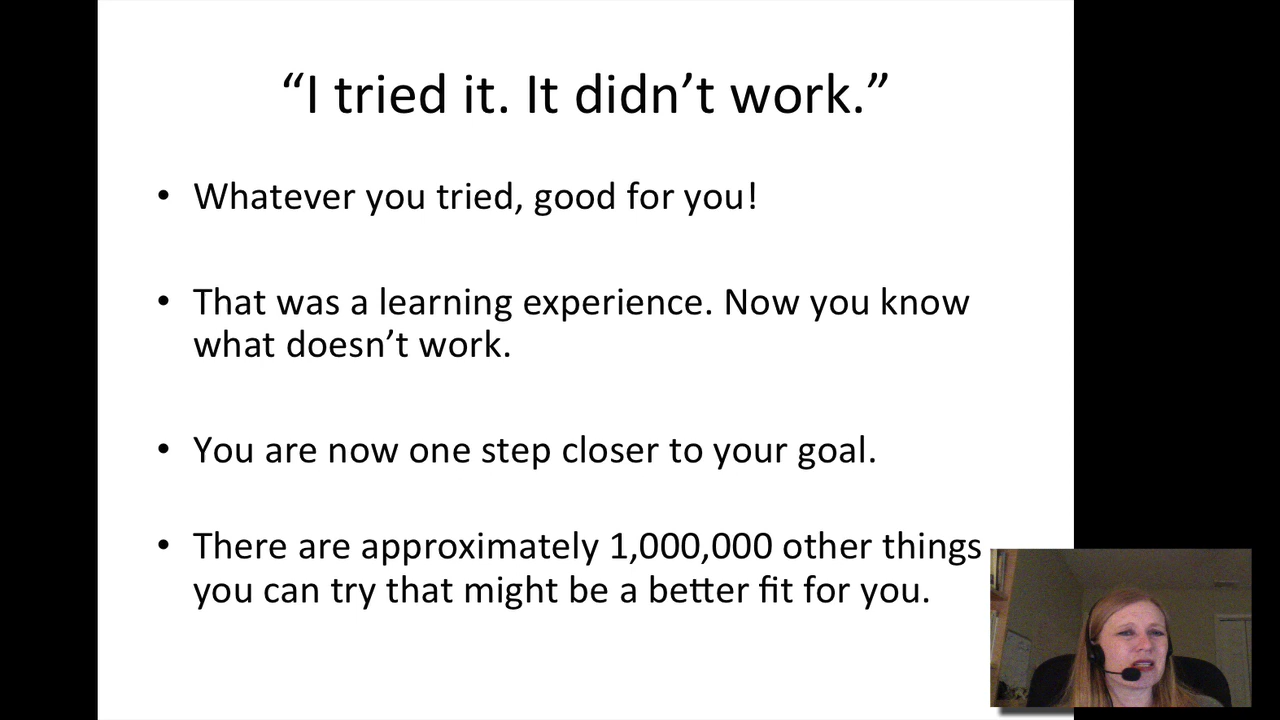 “I tried it. It didn’t work.”
• Whatever you tried, good for you!
• That was a learning experience. Now you know
what doesn’t work.
• You are now one step closer to your goal.
• There are approximately 1,000,000 other things
you can try that might be a better fit for you.